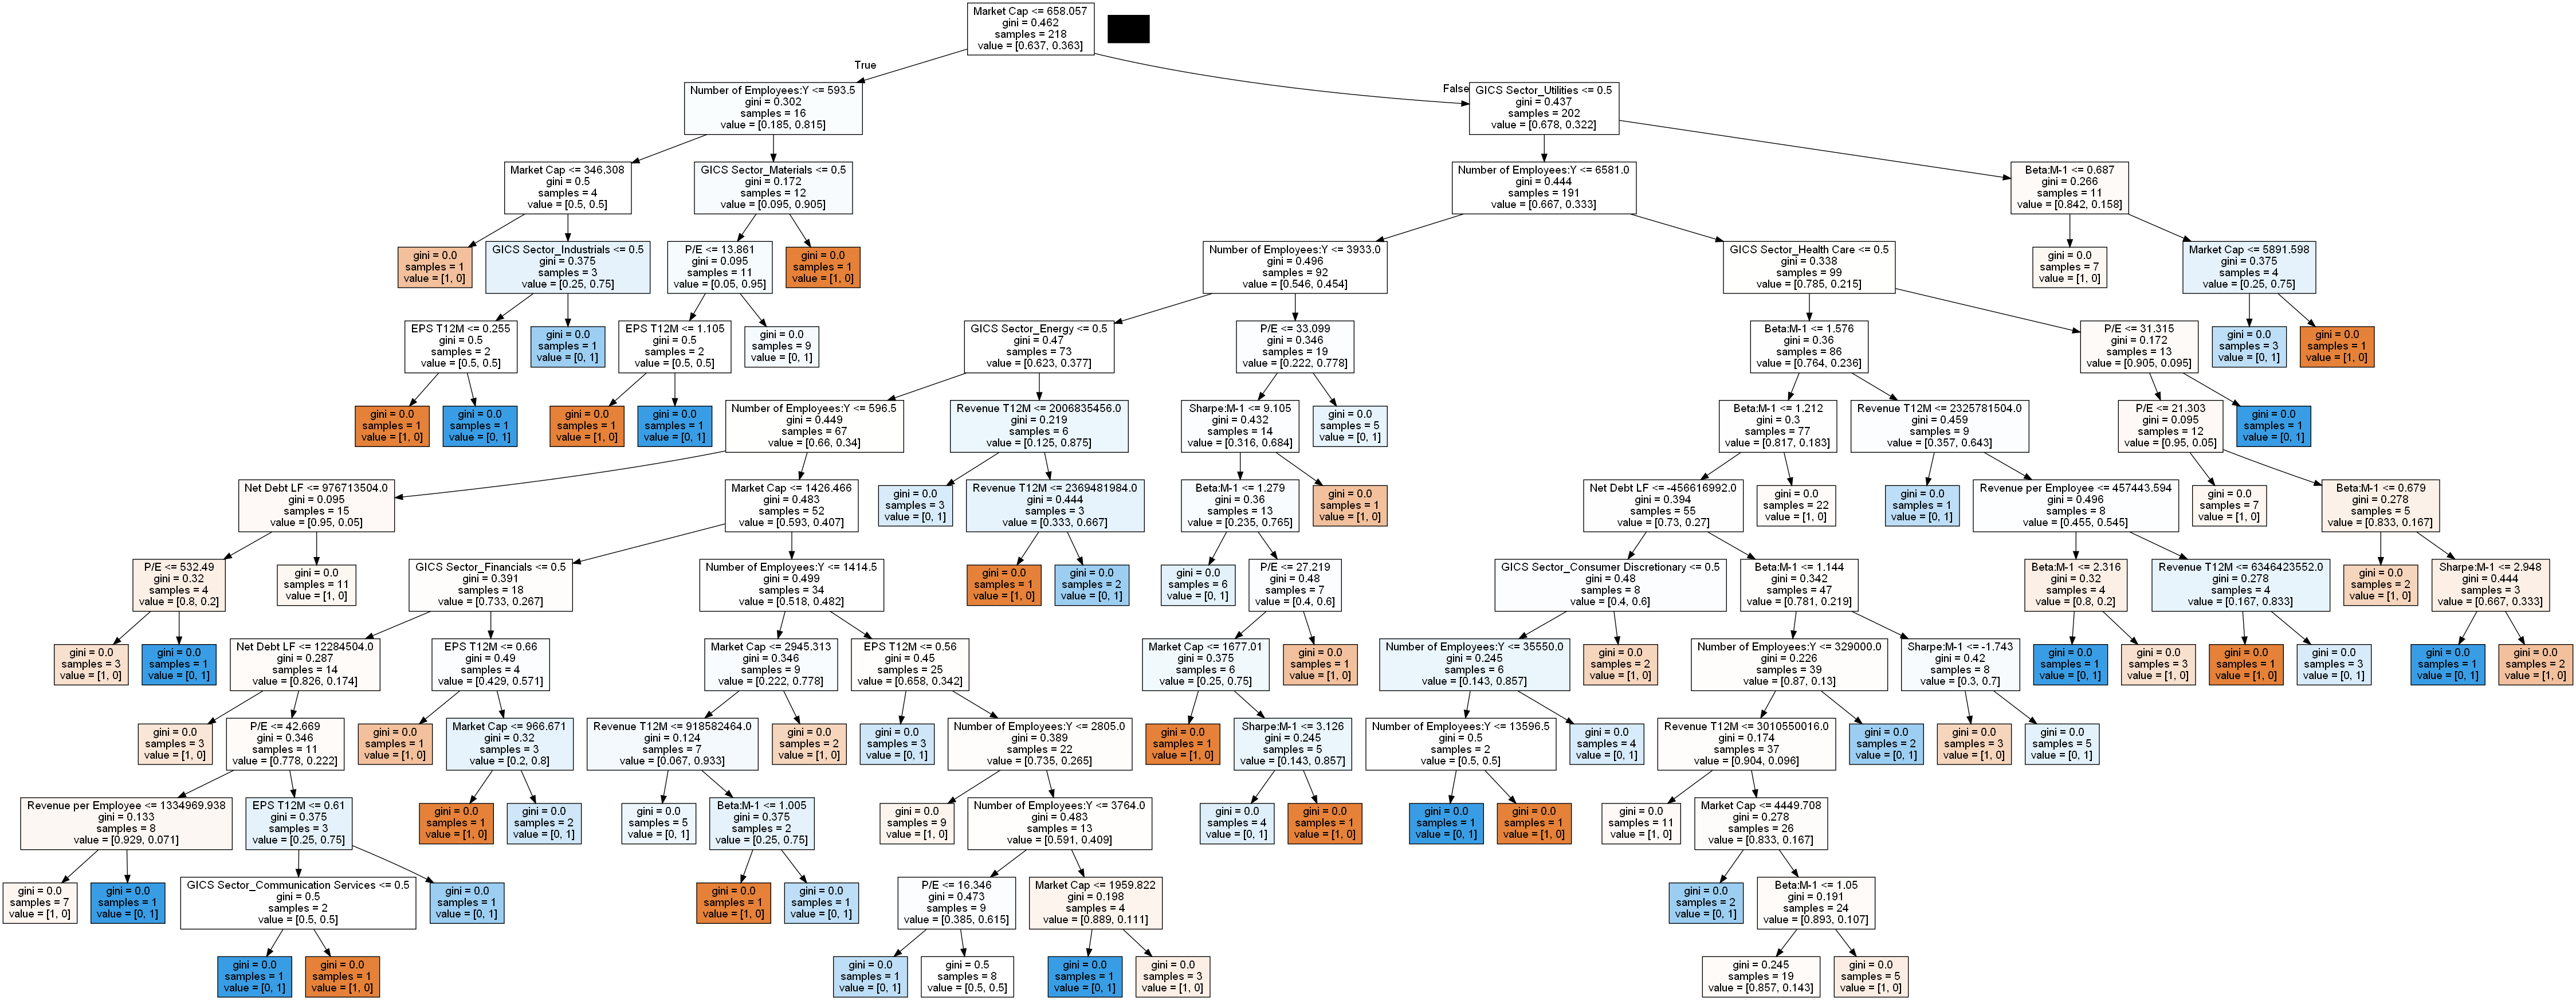 Market Cap <= 658.057
gini = 0.462
samples = 218
value = [0.637, 0.363]
True
False
Number of Employees:Y <= 593.5
gini = 0.302
samples = 16
value = [0.185, 0.815]
GICS Sector_Utilities <= 0.5
gini = 0.437
samples = 202
value = [0.678, 0.322]
Market Cap <= 346.308
gini = 0.5
samples = 4
value = [0.5, 0.5]
GICS Sector_Materials <= 0.5
gini = 0.172
samples = 12
value = [0.095, 0.905]
Number of Employees:Y <= 6581.0
gini = 0.444
samples = 191
value = [0.667, 0.333]
Beta:M-1 <= 0.687
gini = 0.266
samples = 11
value = [0.842, 0.158]
gini = 0.0
samples = 1
value = [1, 0]
GICS Sector_Industrials <= 0.5
gini = 0.375
samples = 3
value = [0.25, 0.75]
P/E <= 13.861
gini = 0.095
samples = 11
value = [0.05, 0.95]
gini = 0.0
samples = 1
value = [1, 0]
Number of Employees:Y <= 3933.0
gini = 0.496
samples = 92
value = [0.546, 0.454]
GICS Sector_Health Care <= 0.5
gini = 0.338
samples = 99
value = [0.785, 0.215]
gini = 0.0
samples = 7
value = [1, 0]
Market Cap <= 5891.598
gini = 0.375
samples = 4
value = [0.25, 0.75]
EPS T12M <= 0.255
gini = 0.5
samples = 2
value = [0.5, 0.5]
gini = 0.0
samples = 1
value = [0, 1]
EPS T12M <= 1.105
gini = 0.5
samples = 2
value = [0.5, 0.5]
gini = 0.0
samples = 9
value = [0, 1]
GICS Sector_Energy <= 0.5
gini = 0.47
samples = 73
value = [0.623, 0.377]
P/E <= 33.099
gini = 0.346
samples = 19
value = [0.222, 0.778]
Beta:M-1 <= 1.576
gini = 0.36
samples = 86
value = [0.764, 0.236]
P/E <= 31.315
gini = 0.172
samples = 13
value = [0.905, 0.095]
gini = 0.0
samples = 3
value = [0, 1]
gini = 0.0
samples = 1
value = [1, 0]
gini = 0.0
samples = 1
value = [1, 0]
gini = 0.0
samples = 1
value = [0, 1]
gini = 0.0
samples = 1
value = [1, 0]
gini = 0.0
samples = 1
value = [0, 1]
Number of Employees:Y <= 596.5
gini = 0.449
samples = 67
value = [0.66, 0.34]
Revenue T12M <= 2006835456.0
gini = 0.219
samples = 6
value = [0.125, 0.875]
Sharpe:M-1 <= 9.105
gini = 0.432
samples = 14
value = [0.316, 0.684]
gini = 0.0
samples = 5
value = [0, 1]
Beta:M-1 <= 1.212
gini = 0.3
samples = 77
value = [0.817, 0.183]
Revenue T12M <= 2325781504.0
gini = 0.459
samples = 9
value = [0.357, 0.643]
P/E <= 21.303
gini = 0.095
samples = 12
value = [0.95, 0.05]
gini = 0.0
samples = 1
value = [0, 1]
Net Debt LF <= 976713504.0
gini = 0.095
samples = 15
value = [0.95, 0.05]
Market Cap <= 1426.466
gini = 0.483
samples = 52
value = [0.593, 0.407]
gini = 0.0
samples = 3
value = [0, 1]
Revenue T12M <= 2369481984.0
gini = 0.444
samples = 3
value = [0.333, 0.667]
Beta:M-1 <= 1.279
gini = 0.36
samples = 13
value = [0.235, 0.765]
gini = 0.0
samples = 1
value = [1, 0]
Net Debt LF <= -456616992.0
gini = 0.394
samples = 55
value = [0.73, 0.27]
gini = 0.0
samples = 22
value = [1, 0]
gini = 0.0
samples = 1
value = [0, 1]
Revenue per Employee <= 457443.594
gini = 0.496
samples = 8
value = [0.455, 0.545]
gini = 0.0
samples = 7
value = [1, 0]
Beta:M-1 <= 0.679
gini = 0.278
samples = 5
value = [0.833, 0.167]
P/E <= 532.49
gini = 0.32
samples = 4
value = [0.8, 0.2]
gini = 0.0
samples = 11
value = [1, 0]
GICS Sector_Financials <= 0.5
gini = 0.391
samples = 18
value = [0.733, 0.267]
Number of Employees:Y <= 1414.5
gini = 0.499
samples = 34
value = [0.518, 0.482]
gini = 0.0
samples = 1
value = [1, 0]
gini = 0.0
samples = 2
value = [0, 1]
gini = 0.0
samples = 6
value = [0, 1]
P/E <= 27.219
gini = 0.48
samples = 7
value = [0.4, 0.6]
GICS Sector_Consumer Discretionary <= 0.5
gini = 0.48
samples = 8
value = [0.4, 0.6]
Beta:M-1 <= 1.144
gini = 0.342
samples = 47
value = [0.781, 0.219]
Beta:M-1 <= 2.316
gini = 0.32
samples = 4
value = [0.8, 0.2]
Revenue T12M <= 6346423552.0
gini = 0.278
samples = 4
value = [0.167, 0.833]
gini = 0.0
samples = 2
value = [1, 0]
Sharpe:M-1 <= 2.948
gini = 0.444
samples = 3
value = [0.667, 0.333]
gini = 0.0
samples = 3
value = [1, 0]
gini = 0.0
samples = 1
value = [0, 1]
Net Debt LF <= 12284504.0
gini = 0.287
samples = 14
value = [0.826, 0.174]
EPS T12M <= 0.66
gini = 0.49
samples = 4
value = [0.429, 0.571]
Market Cap <= 2945.313
gini = 0.346
samples = 9
value = [0.222, 0.778]
EPS T12M <= 0.56
gini = 0.45
samples = 25
value = [0.658, 0.342]
Market Cap <= 1677.01
gini = 0.375
samples = 6
value = [0.25, 0.75]
gini = 0.0
samples = 1
value = [1, 0]
Number of Employees:Y <= 35550.0
gini = 0.245
samples = 6
value = [0.143, 0.857]
gini = 0.0
samples = 2
value = [1, 0]
Number of Employees:Y <= 329000.0
gini = 0.226
samples = 39
value = [0.87, 0.13]
Sharpe:M-1 <= -1.743
gini = 0.42
samples = 8
value = [0.3, 0.7]
gini = 0.0
samples = 1
value = [0, 1]
gini = 0.0
samples = 3
value = [1, 0]
gini = 0.0
samples = 1
value = [1, 0]
gini = 0.0
samples = 3
value = [0, 1]
gini = 0.0
samples = 1
value = [0, 1]
gini = 0.0
samples = 2
value = [1, 0]
gini = 0.0
samples = 3
value = [1, 0]
P/E <= 42.669
gini = 0.346
samples = 11
value = [0.778, 0.222]
gini = 0.0
samples = 1
value = [1, 0]
Market Cap <= 966.671
gini = 0.32
samples = 3
value = [0.2, 0.8]
Revenue T12M <= 918582464.0
gini = 0.124
samples = 7
value = [0.067, 0.933]
gini = 0.0
samples = 2
value = [1, 0]
gini = 0.0
samples = 3
value = [0, 1]
Number of Employees:Y <= 2805.0
gini = 0.389
samples = 22
value = [0.735, 0.265]
gini = 0.0
samples = 1
value = [1, 0]
Sharpe:M-1 <= 3.126
gini = 0.245
samples = 5
value = [0.143, 0.857]
Number of Employees:Y <= 13596.5
gini = 0.5
samples = 2
value = [0.5, 0.5]
gini = 0.0
samples = 4
value = [0, 1]
Revenue T12M <= 3010550016.0
gini = 0.174
samples = 37
value = [0.904, 0.096]
gini = 0.0
samples = 2
value = [0, 1]
gini = 0.0
samples = 3
value = [1, 0]
gini = 0.0
samples = 5
value = [0, 1]
Revenue per Employee <= 1334969.938
gini = 0.133
samples = 8
value = [0.929, 0.071]
EPS T12M <= 0.61
gini = 0.375
samples = 3
value = [0.25, 0.75]
gini = 0.0
samples = 1
value = [1, 0]
gini = 0.0
samples = 2
value = [0, 1]
gini = 0.0
samples = 5
value = [0, 1]
Beta:M-1 <= 1.005
gini = 0.375
samples = 2
value = [0.25, 0.75]
gini = 0.0
samples = 9
value = [1, 0]
Number of Employees:Y <= 3764.0
gini = 0.483
samples = 13
value = [0.591, 0.409]
gini = 0.0
samples = 4
value = [0, 1]
gini = 0.0
samples = 1
value = [1, 0]
gini = 0.0
samples = 1
value = [0, 1]
gini = 0.0
samples = 1
value = [1, 0]
gini = 0.0
samples = 11
value = [1, 0]
Market Cap <= 4449.708
gini = 0.278
samples = 26
value = [0.833, 0.167]
gini = 0.0
samples = 7
value = [1, 0]
gini = 0.0
samples = 1
value = [0, 1]
GICS Sector_Communication Services <= 0.5
gini = 0.5
samples = 2
value = [0.5, 0.5]
gini = 0.0
samples = 1
value = [0, 1]
gini = 0.0
samples = 1
value = [1, 0]
gini = 0.0
samples = 1
value = [0, 1]
P/E <= 16.346
gini = 0.473
samples = 9
value = [0.385, 0.615]
Market Cap <= 1959.822
gini = 0.198
samples = 4
value = [0.889, 0.111]
gini = 0.0
samples = 2
value = [0, 1]
Beta:M-1 <= 1.05
gini = 0.191
samples = 24
value = [0.893, 0.107]
gini = 0.0
samples = 1
value = [0, 1]
gini = 0.0
samples = 1
value = [1, 0]
gini = 0.0
samples = 1
value = [0, 1]
gini = 0.5
samples = 8
value = [0.5, 0.5]
gini = 0.0
samples = 1
value = [0, 1]
gini = 0.0
samples = 3
value = [1, 0]
gini = 0.245
samples = 19
value = [0.857, 0.143]
gini = 0.0
samples = 5
value = [1, 0]